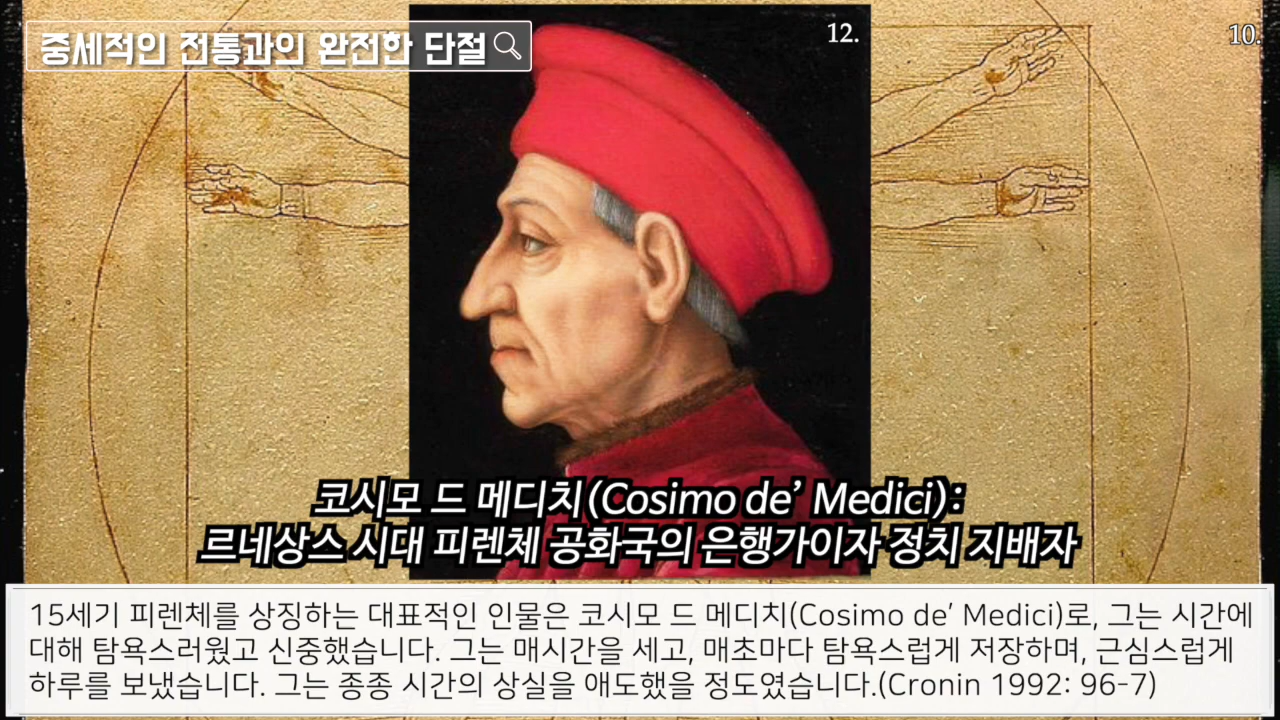 중세적인 전통과의 완전한 단절
12.
10.
코시모 드 메디치(Cosimo de’ Medici):
르네상스 시대 피렌체 공화국의 은행가이자 정치 지배자
15세기 피렌체를 상징하는 대표적인 인물은 코시모 드 메디치(Cosimo de’ Medici)로, 그는 시간에
대해 탐욕스러웠고 신중했습니다. 그는 매시간을 세고, 매초마다 탐욕스럽게 저장하며, 근심스럽게
하루를 보냈습니다. 그는 종종 시간의 상실을 애도했을 정도였습니다.(Cronin 1992: 96-7)